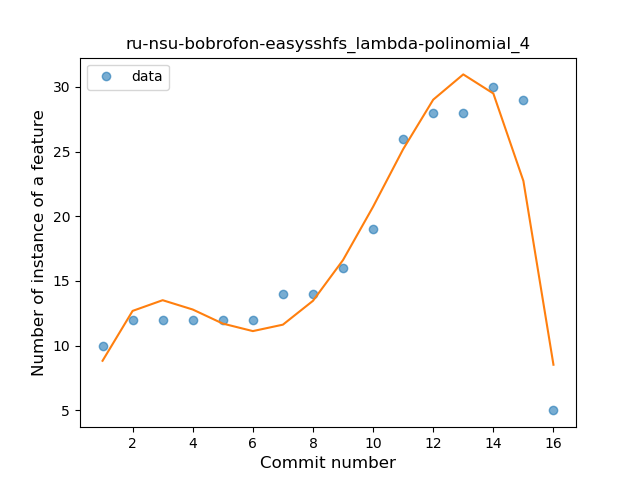 ru-nsu-bobrofon-easysshfs_lambda-polinomial_4
data
Number of instance of a feature
30
25
20
15
10
5
2 4 6 8 10 12 14 16
Commit number